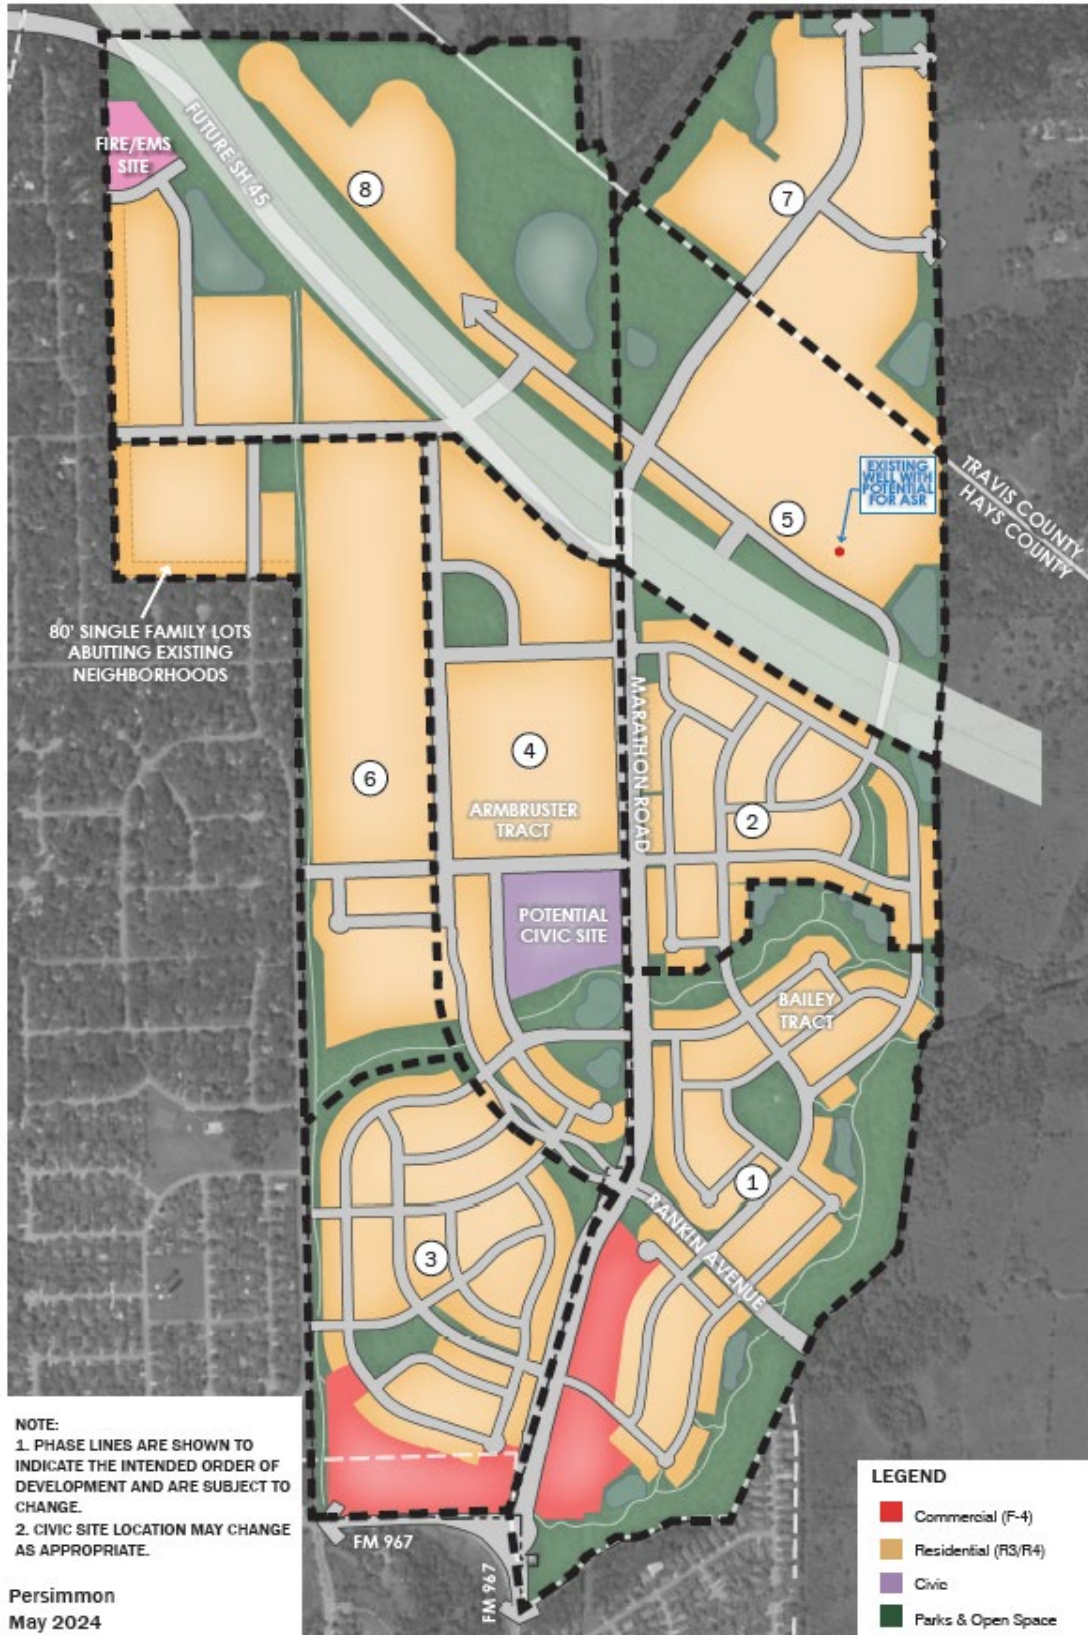 FIRE/EMS
SITE
FUTURE SH 45
8
7
EXISTING
WELL WITH
POTENTIAL
FOR ASR
TRAVIS COUNTY
HAYS COUNTY
5
80' SINGLE FAMILY LOTS
ABUTTING EXISTING
NEIGHBORHOODS
MARATHON ROAD
4
6
ARMBRUSTER
TRACT
2
POTENTIAL
CIVIC SITE
BAILEY
TRACT
1
RANKIN AVENUE
3
NOTE:
1. PHASE LINES ARE SHOWN TO
INDICATE THE INTENDED ORDER OF
DEVELOPMENT AND ARE SUBJECT TO
CHANGE.
2. CIVIC SITE LOCATION MAY CHANGE
AS APPROPRIATE.
Persimmon
May 2024
FM 967
FM 967
LEGEND
Commercial (F-4)
Residential (R3/R4)
Civic
Parks & Open Space